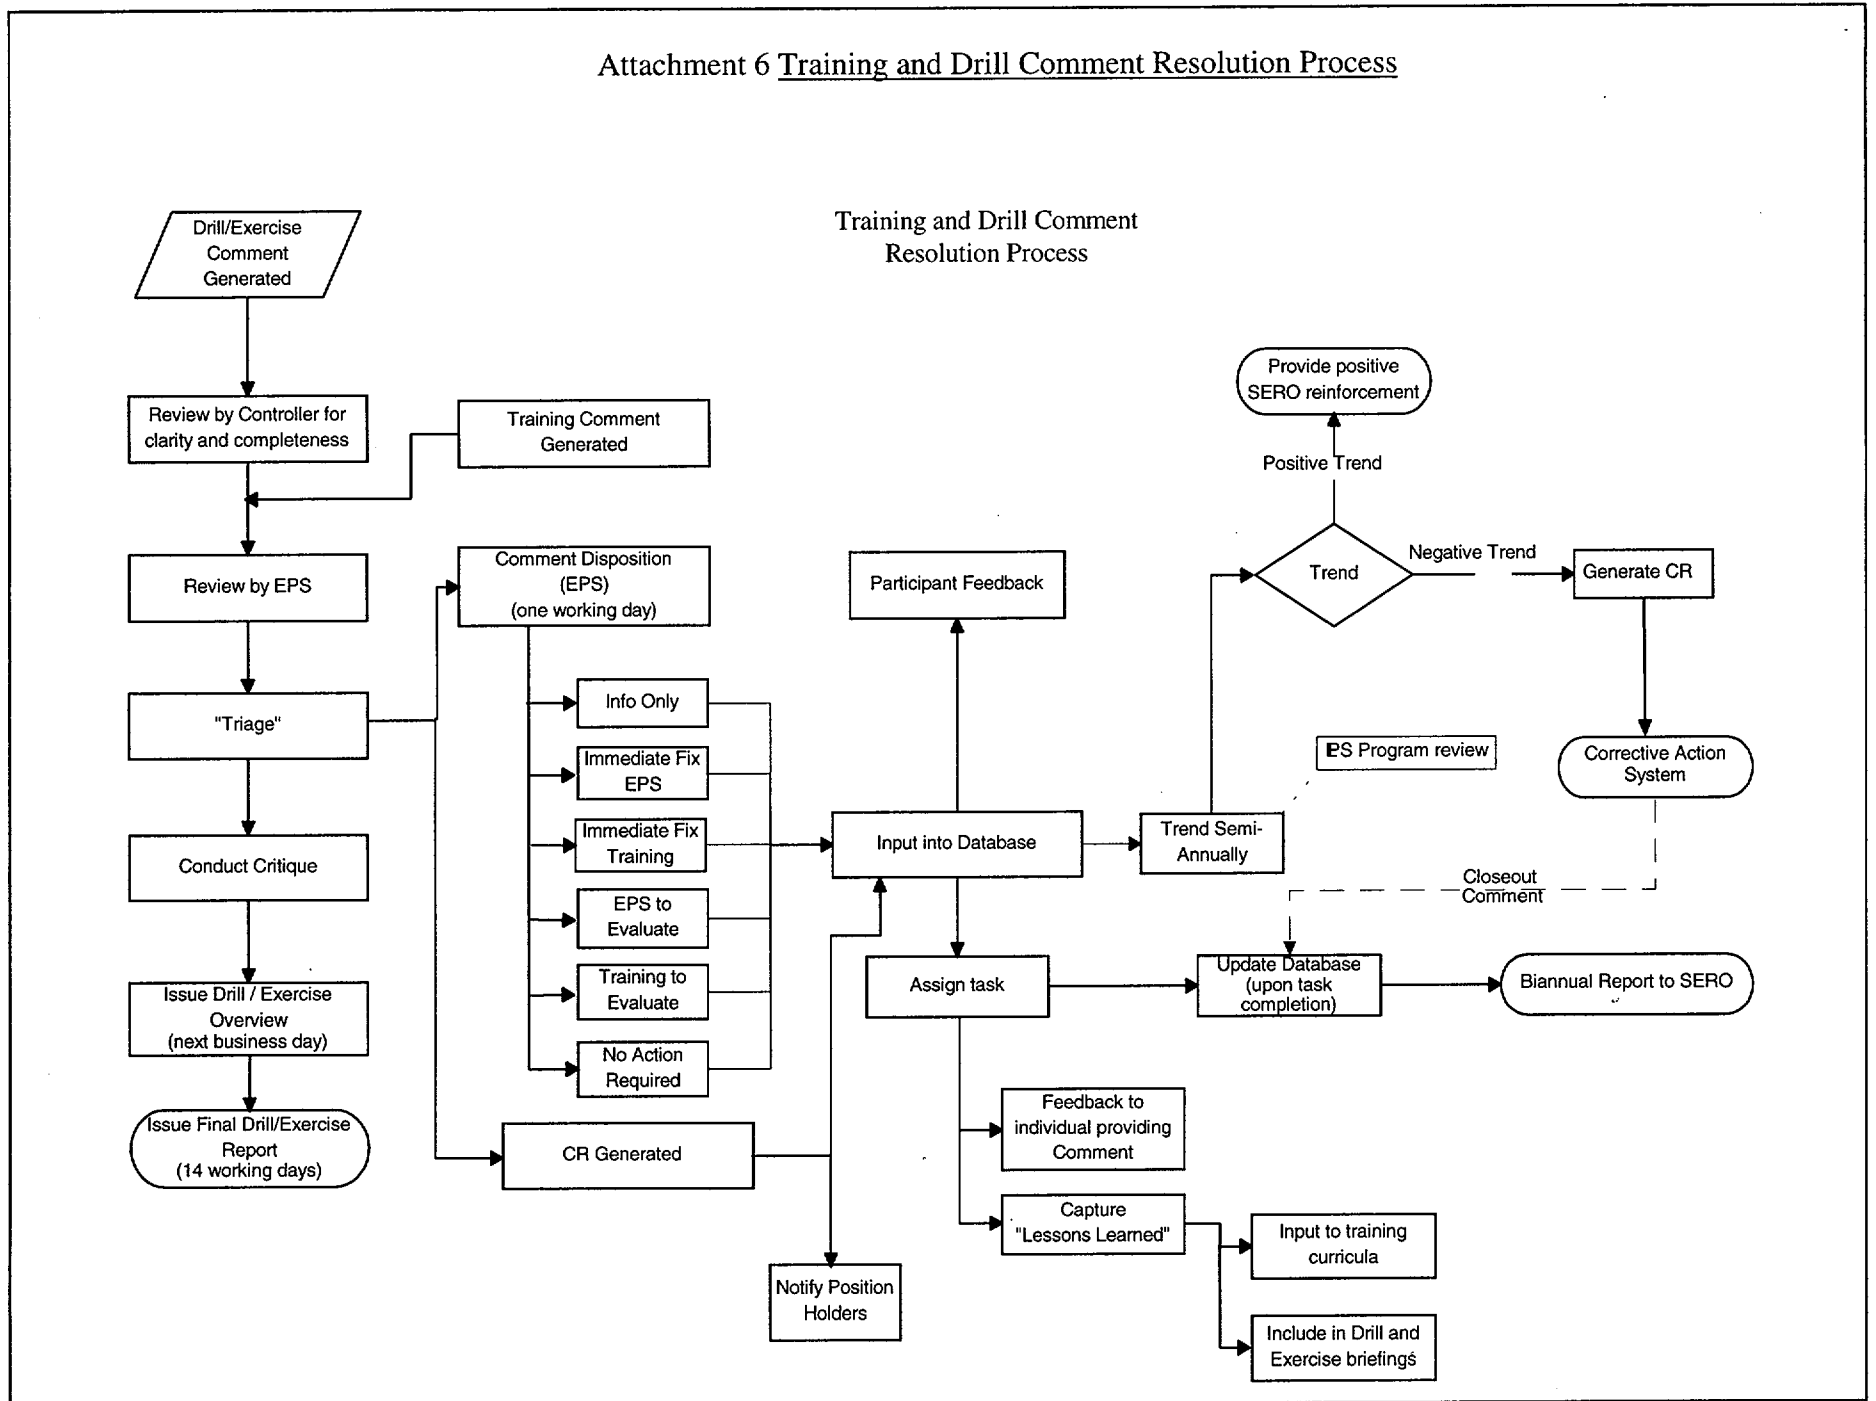 Attachment 6 Training and Drill Comment Resolution Process
Training and Drill Comment
Resolution Process
Drill/Exercise
Comment
Generated
Review by Controller for
clarity and completeness
Training Comment
Generated
Review by EPS
"Triage"
Conduct Critique
Issue Drill / Exercise
Overview
(next business day)
Issue Final Drill/Exercise
Report
(14 working days)
Comment Disposition
(EPS)
(one working day)
Info Only
Immediate Fix
EPS
Immediate Fix
Training
EPS to
Evaluate
Training to
Evaluate
No Action
Required
CR Generated
Notify Position
Holders
Participant Feedback
Input into Database
Assign task
Feedback to
individual providing
Comment
Capture
"Lessons Learned"
Input to training
curricula
Include in Drill and
Exercise briefings
Trend Semi-
Annually
EPS Program review
Trend
Positive Trend
Provide positive
SERO reinforcement
Negative Trend
Generate CR
Corrective Action
System
Closeout
Comment
Update Database
(upon task
completion)
Biannual Report to SERO